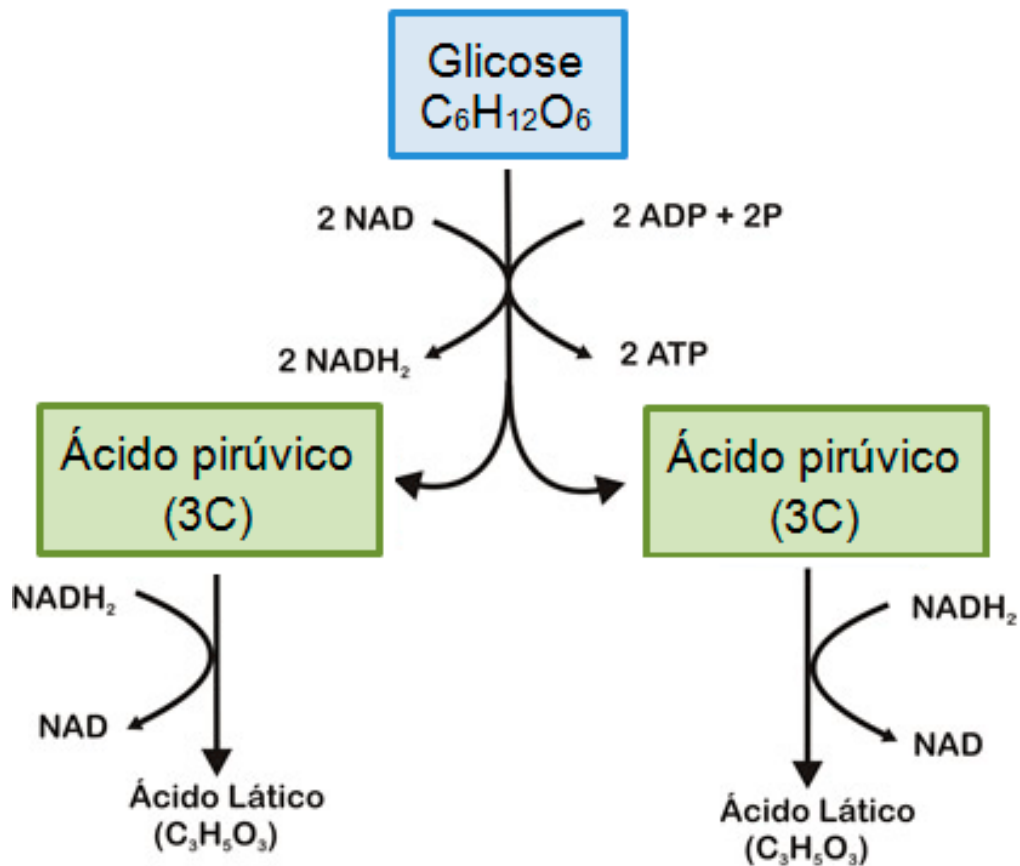 Glicose
C₆H₁₂O₆
2 NAD
2 ADP + 2P
2 NADH₂
2 ATP
Ácido pirúvico
(3C)
Ácido pirúvico
(3C)
NADH₂
NAD
Ácido Lático
(C₃H₅O₃)
NADH₂
NAD
Ácido Lático
(C₃H₅O₃)